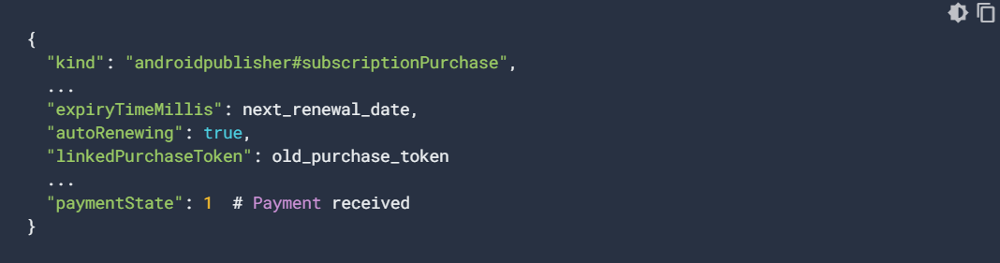 {
"kind": "androidpublisher#subscriptionPurchase",
...
"expiryTimeMillis": next_renewal_date,
"autoRenewing": true,
"linkedPurchaseToken": old_purchase_token
...
"paymentState": 1  # Payment received
}